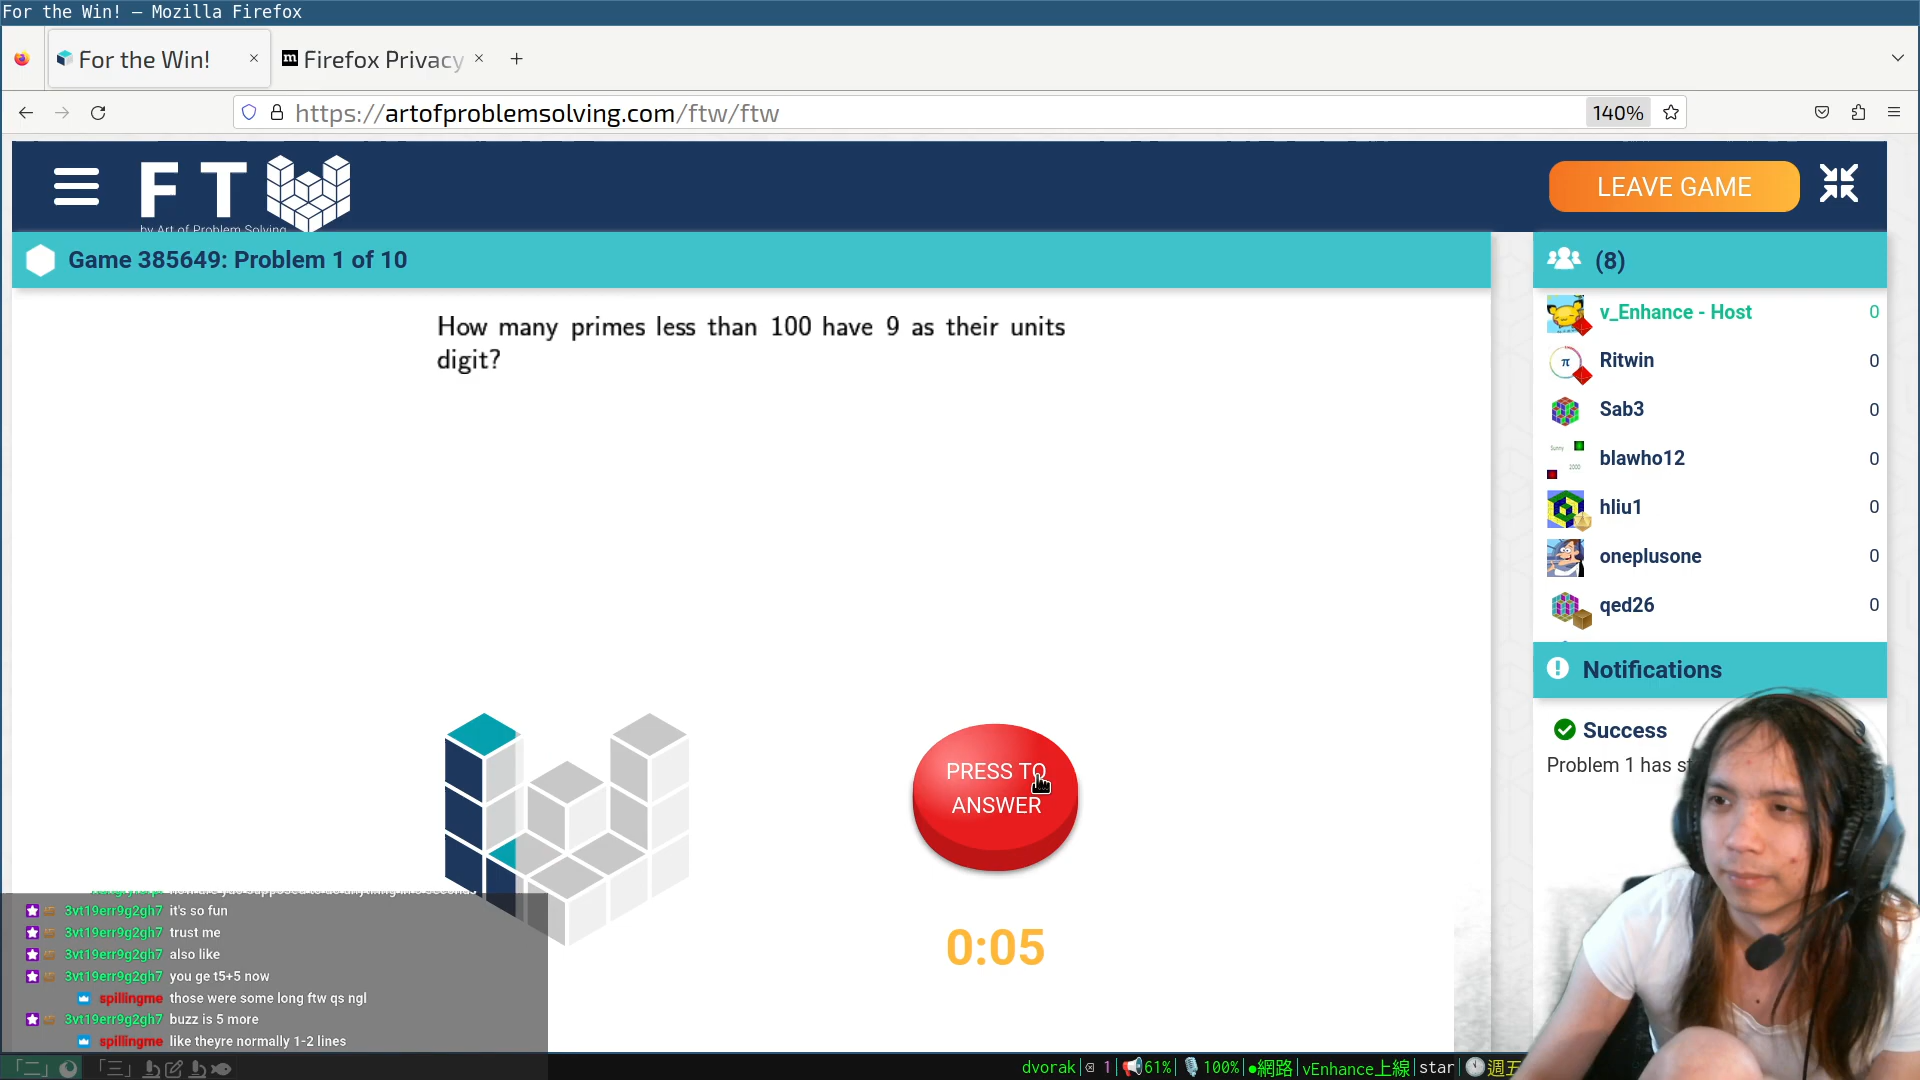 For the Win! — Mozilla Firefox
For the Win! ×
m Firefox Privacy × +
https://artofproblemsolving.com/ftw/ftw
140%
F T W
by Art of Problem Solving
LEAVE GAME
Game 385649: Problem 1 of 10
(8)
How many primes less than 100 have 9 as their units
digit?
v_Enhance - Host 0
Ritwin 0
Sab3 0
blawho12 0
hliu1 0
oneplusone 0
qed26 0
Notifications
Success
Problem 1 has st
PRESS TO
ANSWER
0:05
3vt19err9g2gh7 it's so fun
3vt19err9g2gh7 trust me
3vt19err9g2gh7 also like
3vt19err9g2gh7 you ge t5+5 now
spillingme those were some long ftw qs ngl
3vt19err9g2gh7 buzz is 5 more
spillingme like theyre normally 1-2 lines
「二」 「三」
dvorak 1 61% 100% 網路 vEnhance上線 star 週五